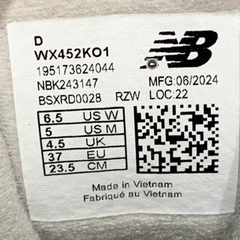 D
WX452KO1
195173624044
NBK243147 MFG:06/2024
BSXRD0028 RZW LOC:22
6.5 US W
5 US M
4.5 UK
37 EU
23.5 CM
Made in Vietnam
Fabriqué au Vietnam